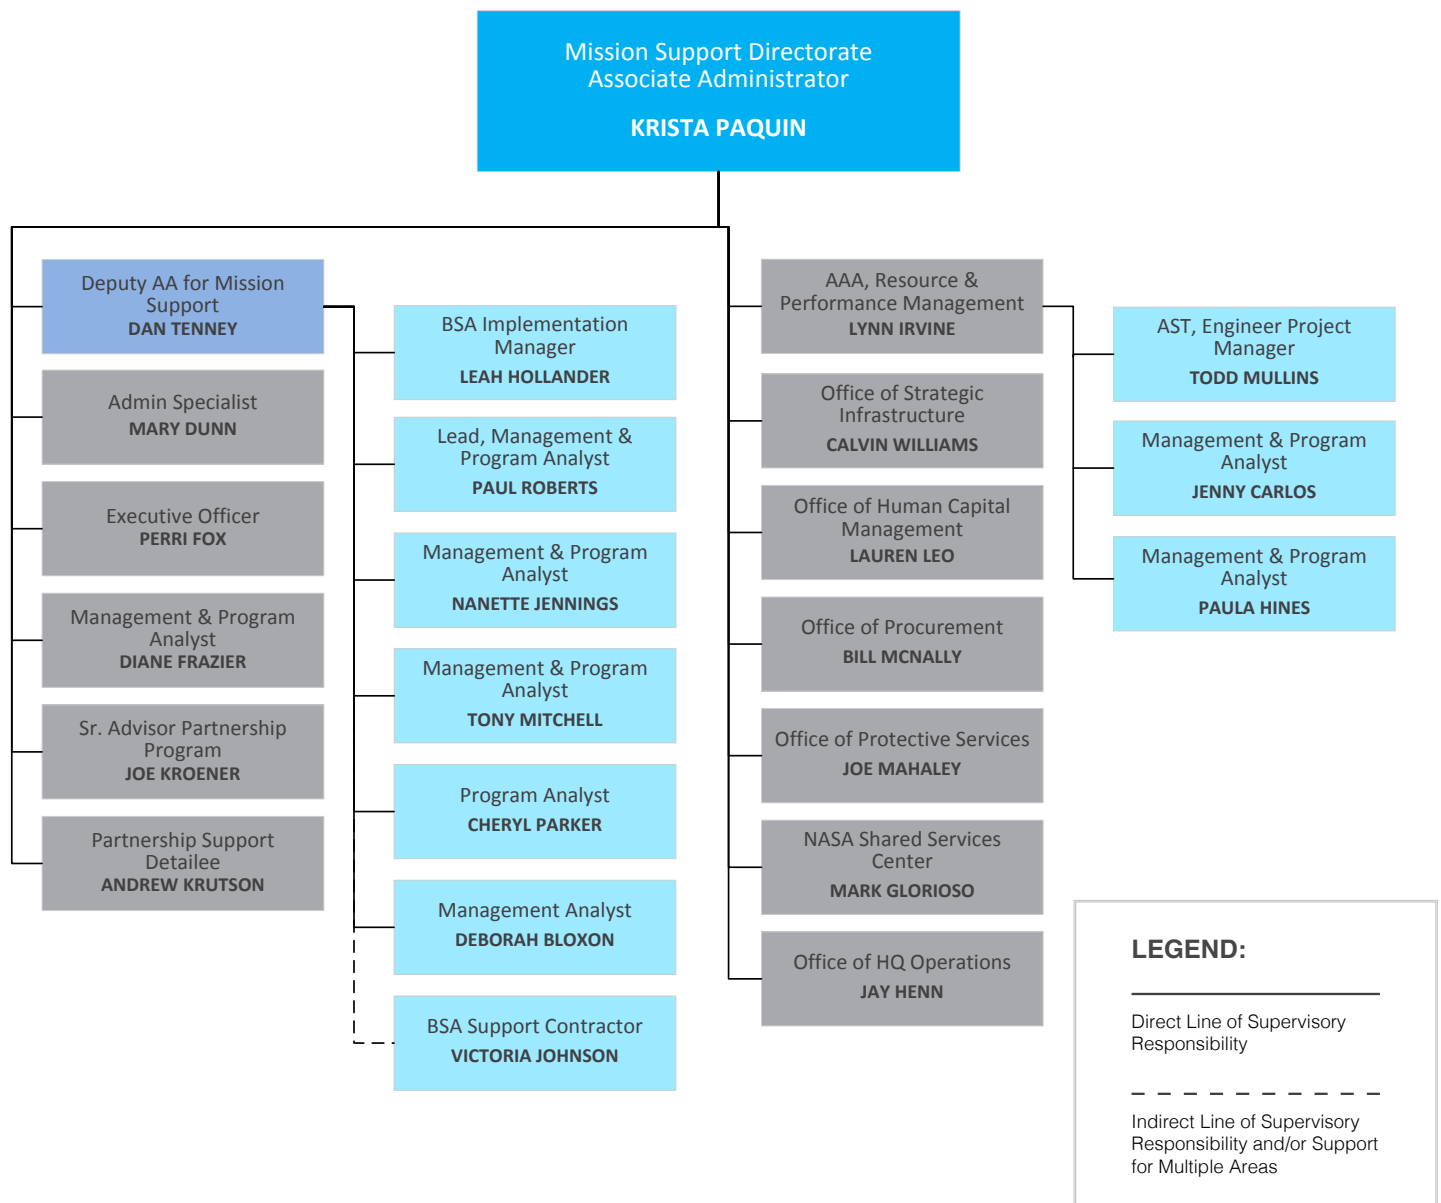 Mission Support Directorate
Associate Administrator
KRISTA PAQUIN
Deputy AA for Mission
Support
DAN TENNEY
Admin Specialist
MARY DUNN
Executive Officer
PERRI FOX
Management & Program
Analyst
DIANE FRAZIER
Sr. Advisor Partnership
Program
JOE KROENER
Partnership Support
Detailee
ANDREW KRUTSON
BSA Implementation
Manager
LEAH HOLLANDER
Lead, Management &
Program Analyst
PAUL ROBERTS
Management & Program
Analyst
NANETTE JENNINGS
Management & Program
Analyst
TONY MITCHELL
Program Analyst
CHERYL PARKER
Management Analyst
DEBORAH BLOXON
BSA Support Contractor
VICTORIA JOHNSON
AAA, Resource &
Performance Management
LYNN IRVINE
Office of Strategic
Infrastructure
CALVIN WILLIAMS
Office of Human Capital
Management
LAUREN LEO
Office of Procurement
BILL MCNALLY
Office of Protective Services
JOE MAHALEY
NASA Shared Services
Center
MARK GLORIOSO
Office of HQ Operations
JAY HENN
AST, Engineer Project
Manager
TODD MULLINS
Management & Program
Analyst
JENNY CARLOS
Management & Program
Analyst
PAULA HINES
LEGEND:
Direct Line of Supervisory
Responsibility
Indirect Line of Supervisory
Responsibility and/or Support
for Multiple Areas